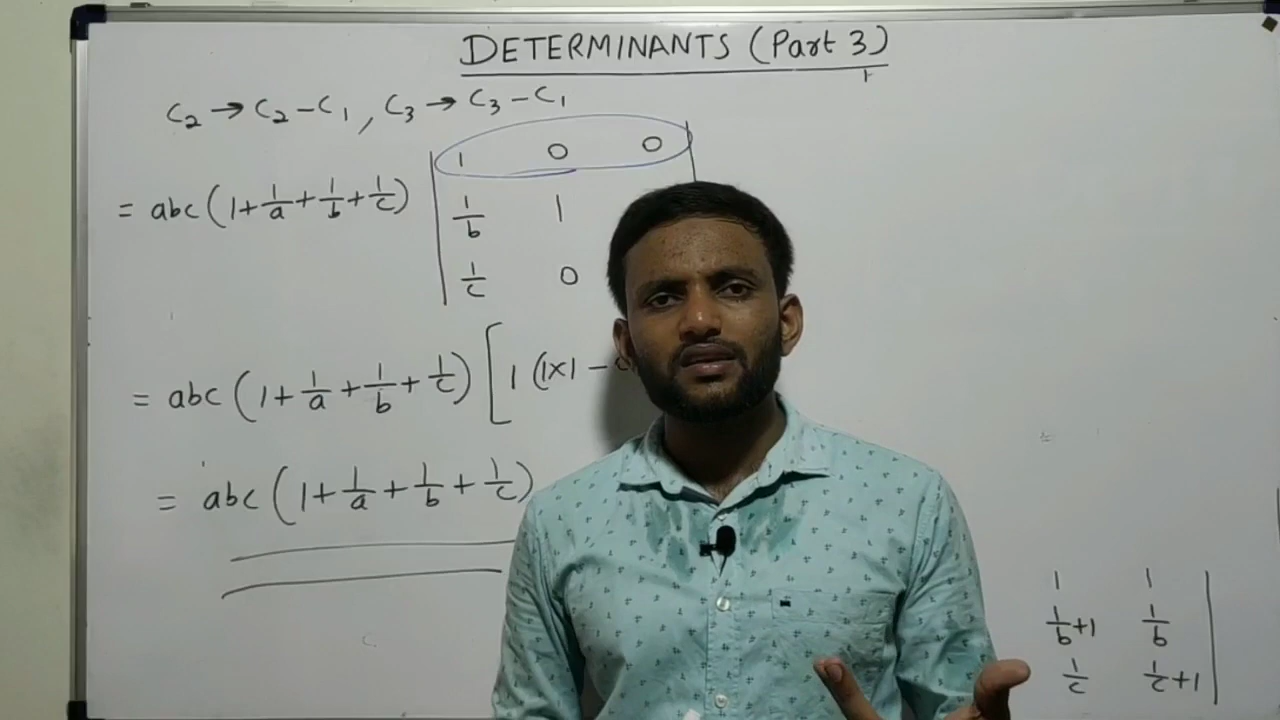 DETERMINANTS (Part 3)
C₂ → C₂ – C₁ , C₃ → C₃ – C₁
= abc (1 + 1/a + 1/b + 1/c) | 1 0 0 |
1/b 1
1/c 0
= abc (1 + 1/a + 1/b + 1/c) [ 1 (1×1 –
= abc (1 + 1/a + 1/b + 1/c)
1 1
1/b+1 1/b
1/c 1/c+1